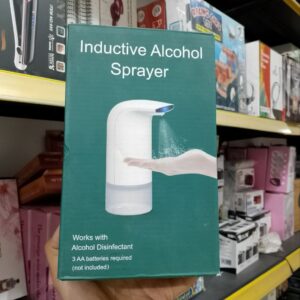 Inductive Alcohol
Sprayer
Works with
Alcohol Disinfectant
3 AA batteries required
(not included)